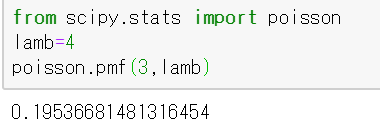 from scipy.stats import poisson
lamb=4
poisson.pmf(3,lamb)
0.19536681481316454